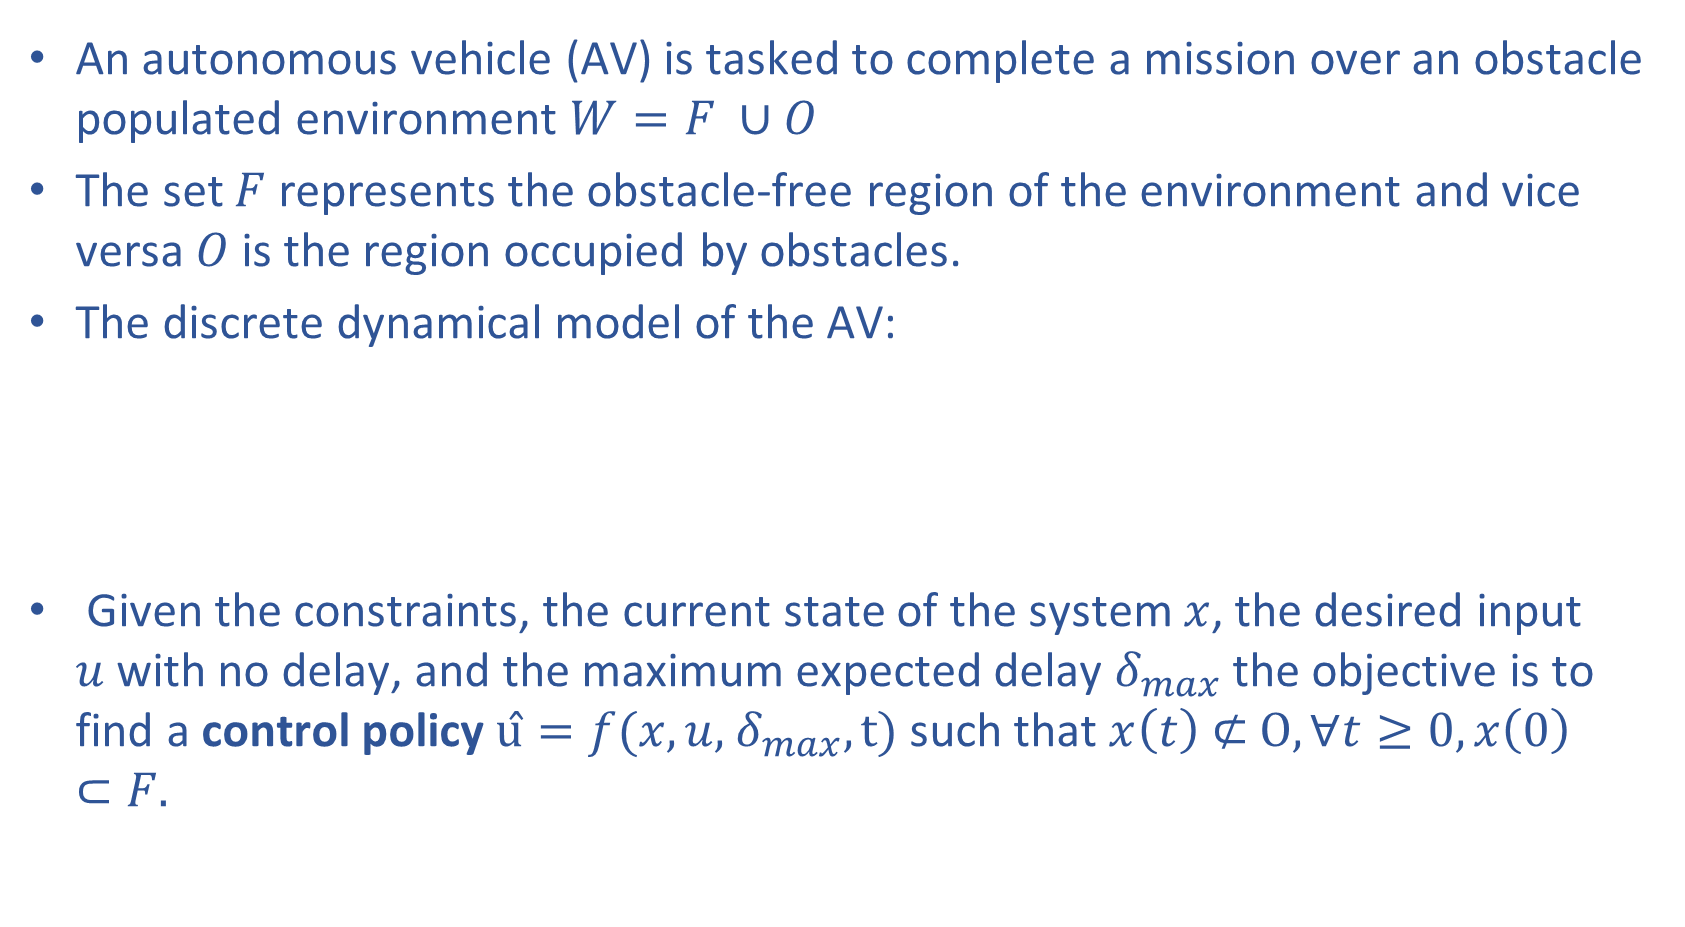 • An autonomous vehicle (AV) is tasked to complete a mission over an obstacle
populated environment W = F ∪ O
• The set F represents the obstacle-free region of the environment and vice
versa O is the region occupied by obstacles.
• The discrete dynamical model of the AV:
• Given the constraints, the current state of the system x, the desired input
u with no delay, and the maximum expected delay δ_max the objective is to
find a control policy û = f(x, u, δ_max, t) such that x(t) ⊄ O, ∀t ≥ 0, x(0)
⊂ F.